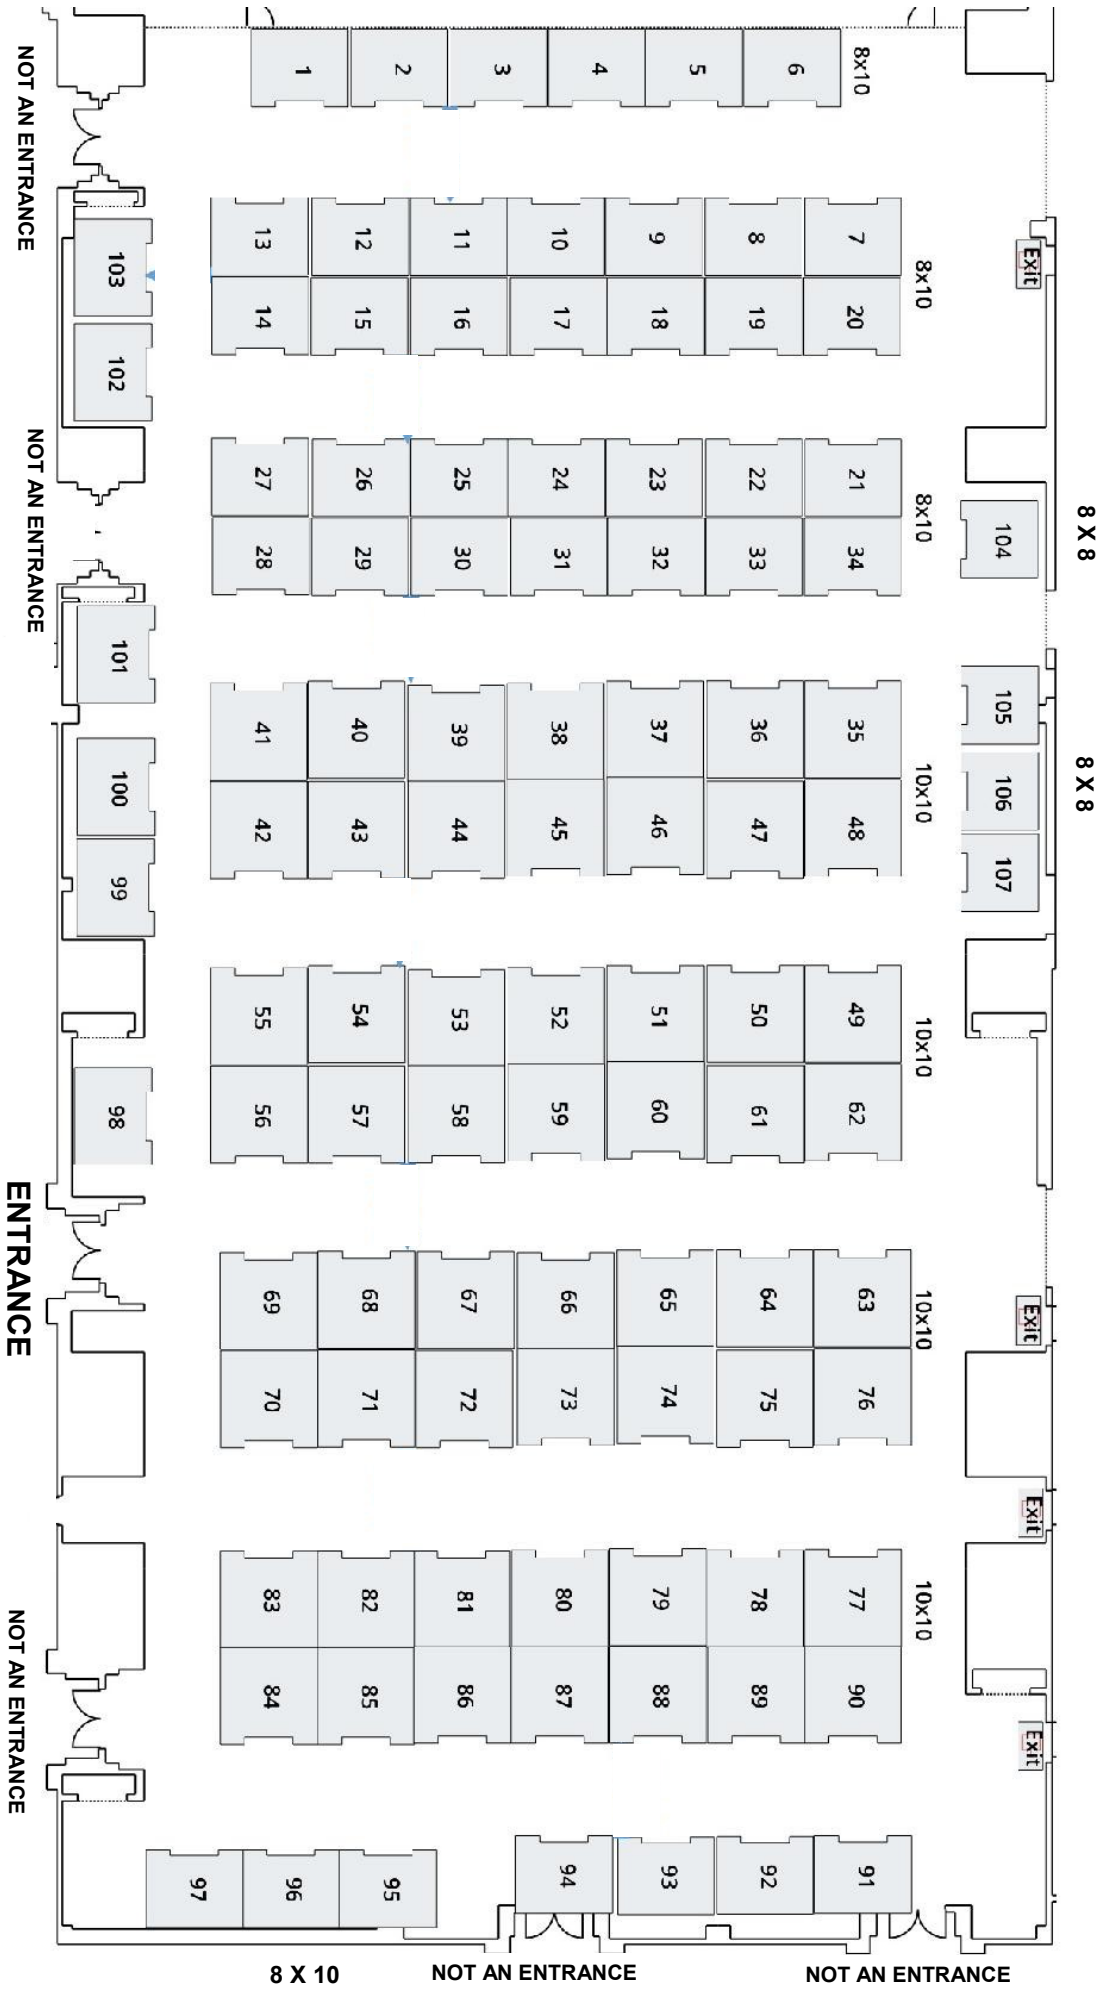 1 2 3 4 5 6 8x10
NOT AN ENTRANCE
13 12 11 10 9 8 7
8x10
14 15 16 17 18 19 20
Exit
103
102
NOT AN ENTRANCE
27 26 25 24 23 22 21
8x10
28 29 30 31 32 33 34
104
8 X 8
101
100
99
41 40 39 38 37 36 35
10x10
42 43 44 45 46 47 48
105
106
107
8 X 8
55 54 53 52 51 50 49
10x10
56 57 58 59 60 61 62
98
ENTRANCE
69 68 67 66 65 64 63
10x10
70 71 72 73 74 75 76
Exit
Exit
83 82 81 80 79 78 77
10x10
84 85 86 87 88 89 90
Exit
NOT AN ENTRANCE
97 96 95 94 93 92 91
8 X 10
NOT AN ENTRANCE
NOT AN ENTRANCE